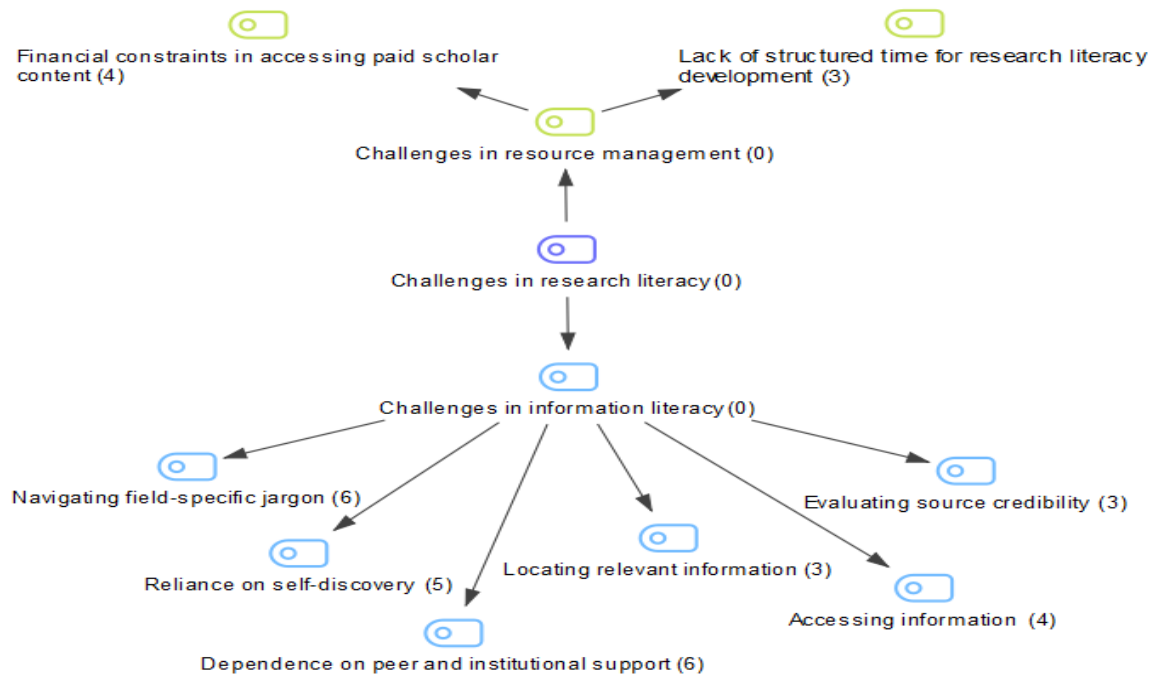 Financial constraints in accessing paid scholar
content (4)
Lack of structured time for research literacy
development (3)
Challenges in resource management (0)
Challenges in research literacy (0)
Challenges in information literacy (0)
Navigating field-specific jargon (6)
Evaluating source credibility (3)
Reliance on self-discovery (5)
Locating relevant information (3)
Accessing information (4)
Dependence on peer and institutional support (6)